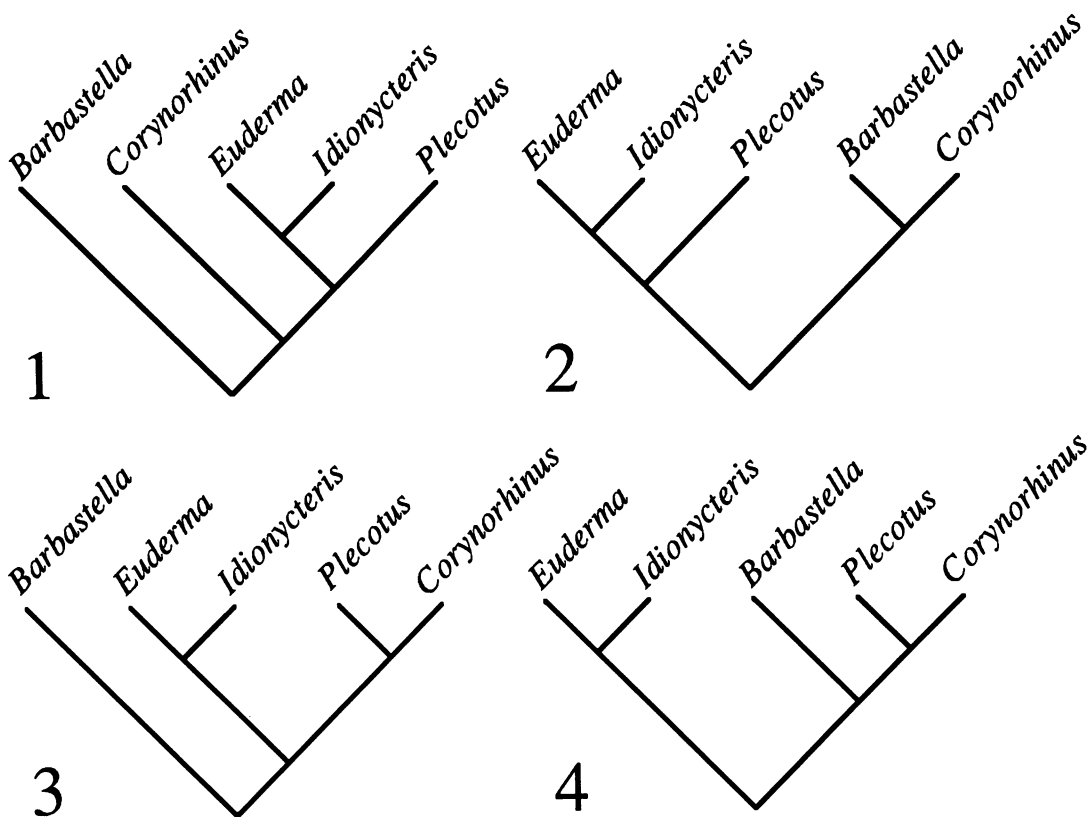 Barbastella
Corynorhinus
Euderma
Idionycteris
Plecotus
1
Euderma
Idionycteris
Plecotus
Barbastella
Corynorhinus
2
Barbastella
Euderma
Idionycteris
Plecotus
Corynorhinus
3
Euderma
Idionycteris
Barbastella
Plecotus
Corynorhinus
4